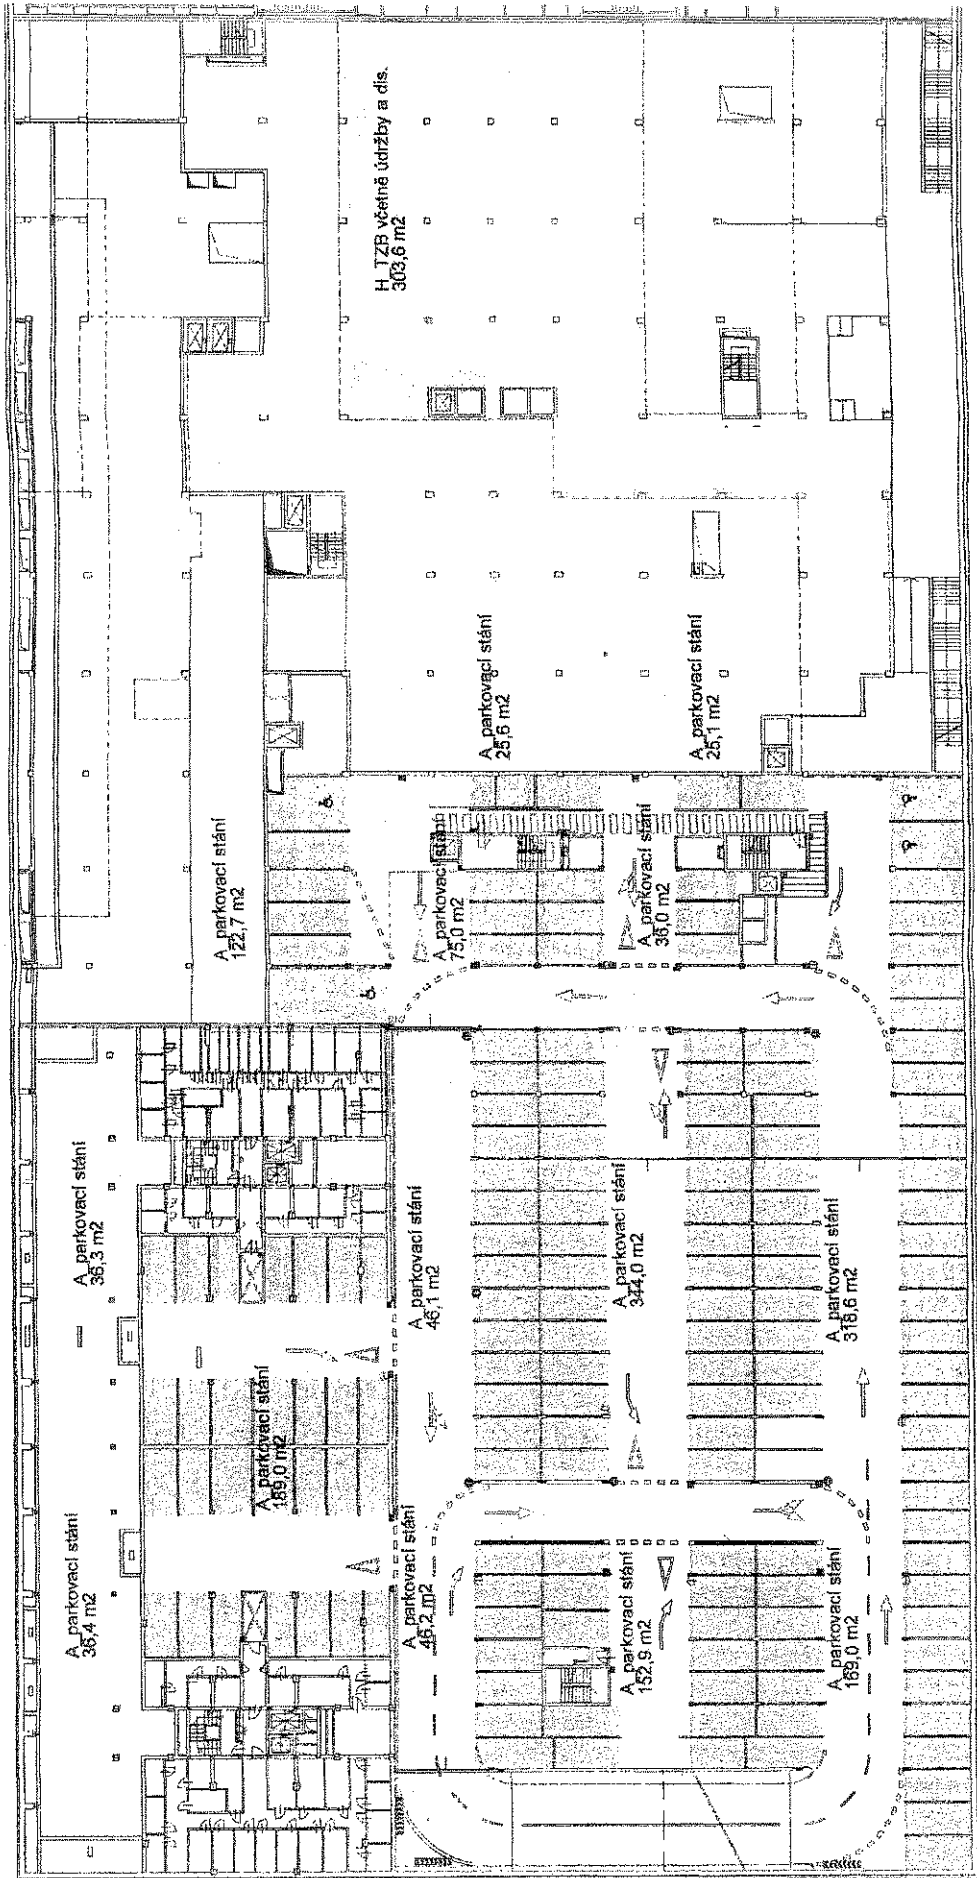 H_TZB včetně údržby a dis.
303,6 m2
A_parkovací stání
25,6 m2
A_parkovací stání
25,1 m2
A_parkovací stání
122,7 m2
A_parkovací stání
75,0 m2
A_parkovací stání
36,0 m2
A_parkovací stání
36,3 m2
A_parkovací stání
46,1 m2
A_parkovací stání
344,0 m2
A_parkovací stání
318,6 m2
A_parkovací stání
189,0 m2
A_parkovací stání
36,4 m2
A_parkovací stání
46,2 m2
A_parkovací stání
152,9 m2
A_parkovací stání
169,0 m2